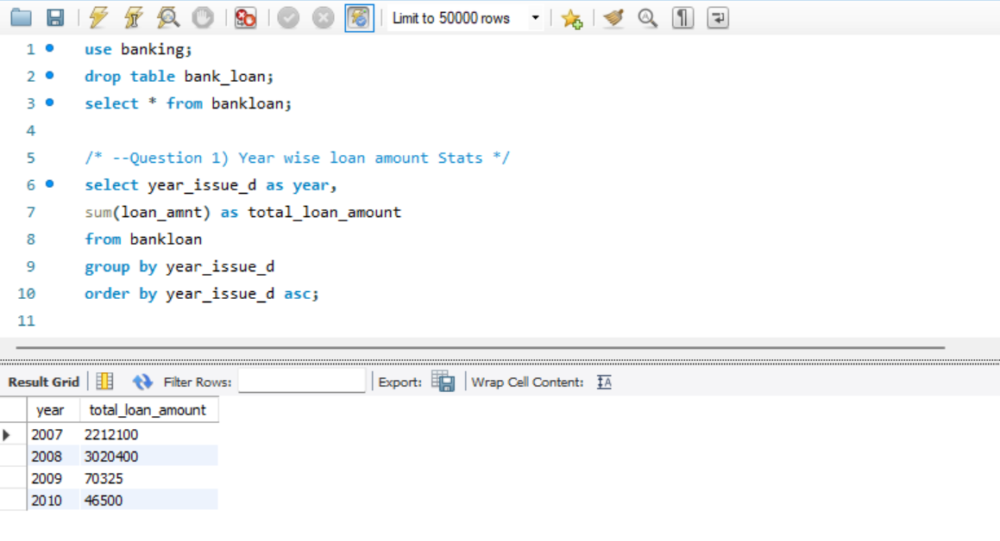 Limit to 50000 rows
1 use banking;
2 drop table bank_loan;
3 select * from bankloan;
4
5 /* --Question 1) Year wise loan amount Stats */
6 select year_issue_d as year,
7 sum(loan_amnt) as total_loan_amount
8 from bankloan
9 group by year_issue_d
10 order by year_issue_d asc;
11
Result Grid Filter Rows: Export: Wrap Cell Content: IA
year total_loan_amount
2007 2212100
2008 3020400
2009 70325
2010 46500